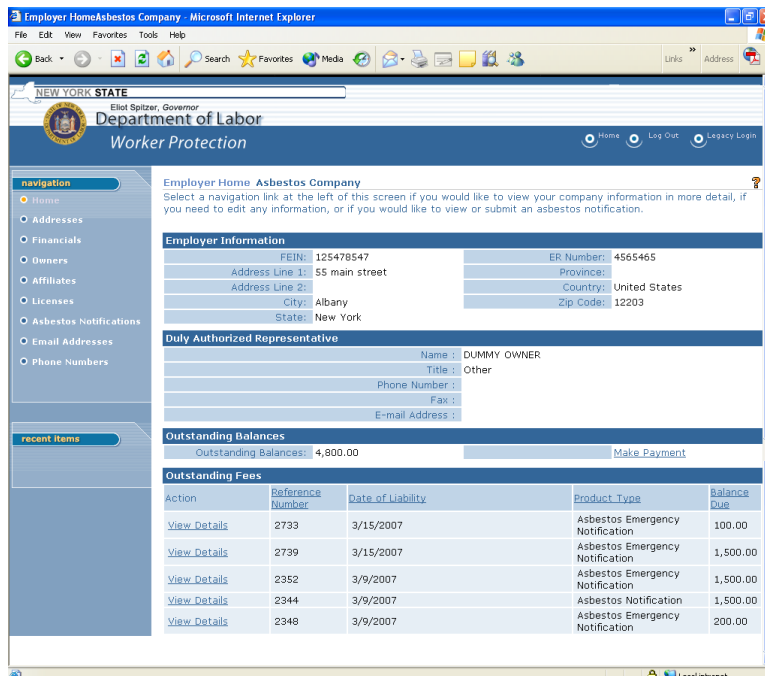 Employer HomeAsbestos Company - Microsoft Internet Explorer
File Edit View Favorites Tools Help
Back Search Favorites Media Links » Address
NEW YORK STATE
Eliot Spitzer, Governor
Department of Labor
Worker Protection
Home Log Out Legacy Login
navigation
Home
Addresses
Financials
Owners
Affiliates
Licenses
Asbestos Notifications
Email Addresses
Phone Numbers
recent items
Employer Home Asbestos Company ?
Select a navigation link at the left of this screen if you would like to view your company information in more detail, if
you need to edit any information, or if you would like to view or submit an asbestos notification.
Employer Information
FEIN: 125478547 ER Number: 4565465
Address Line 1: 55 main street Province:
Address Line 2: Country: United States
City: Albany Zip Code: 12203
State: New York
Duly Authorized Representative
Name : DUMMY OWNER
Title : Other
Phone Number :
Fax :
E-mail Address :
Outstanding Balances
Outstanding Balances: 4,800.00 Make Payment
Outstanding Fees
Action Reference Number Date of Liability Product Type Balance Due
View Details 2733 3/15/2007 Asbestos Emergency Notification 100.00
View Details 2739 3/15/2007 Asbestos Emergency Notification 1,500.00
View Details 2352 3/9/2007 Asbestos Emergency Notification 1,500.00
View Details 2344 3/9/2007 Asbestos Notification 1,500.00
View Details 2348 3/9/2007 Asbestos Emergency Notification 200.00